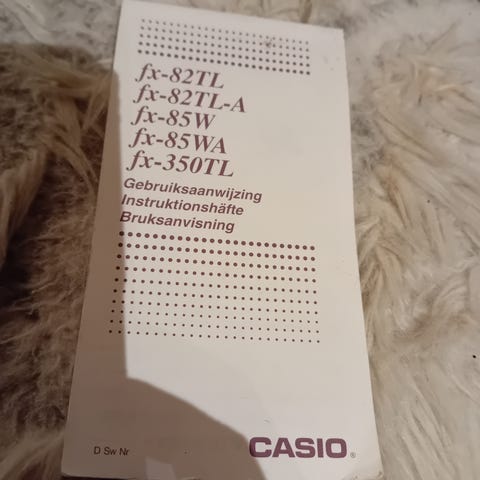 fx-82TL
fx-82TL-A
fx-85W
fx-85WA
fx-350TL
Gebruiksaanwijzing
Instruktionshäfte
Bruksanvisning
D Sw Nr
CASIO®